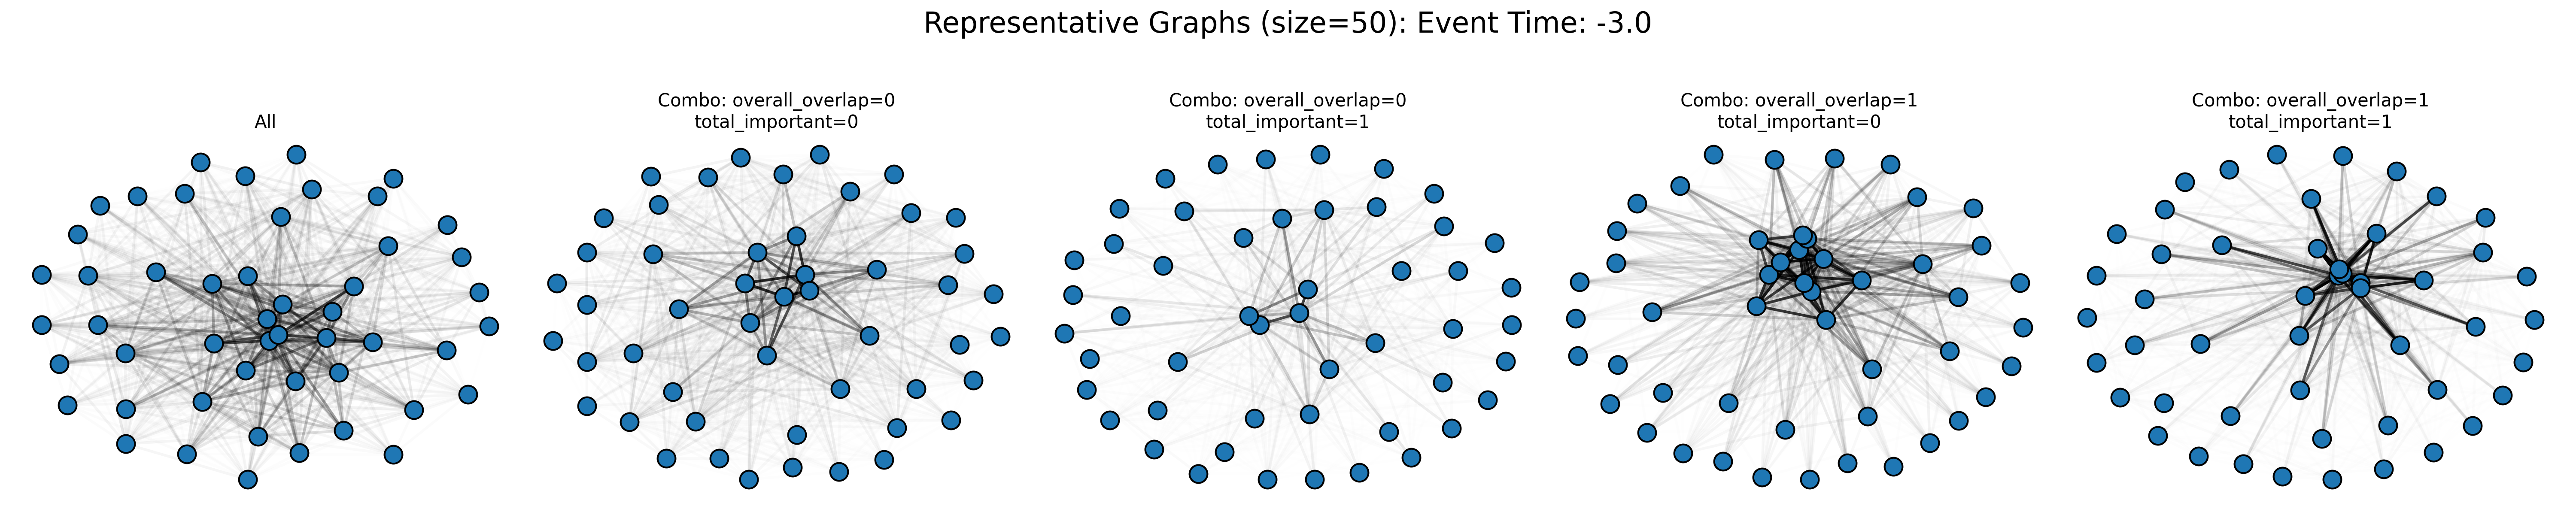 Representative Graphs (size=50): Event Time: -3.0
All
Combo: overall_overlap=0
total_important=0
Combo: overall_overlap=0
total_important=1
Combo: overall_overlap=1
total_important=0
Combo: overall_overlap=1
total_important=1